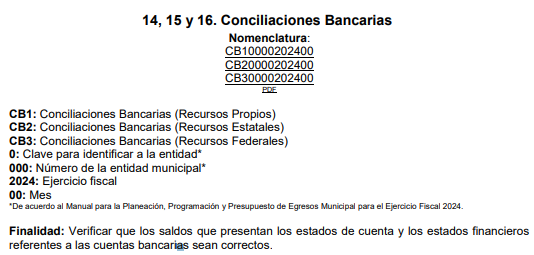 14, 15 y 16. Conciliaciones Bancarias
Nomenclatura:
CB10000202400
CB20000202400
CB30000202400
PDF
CB1: Conciliaciones Bancarias (Recursos Propios)
CB2: Conciliaciones Bancarias (Recursos Estatales)
CB3: Conciliaciones Bancarias (Recursos Federales)
0: Clave para identificar a la entidad*
000: Número de la entidad municipal*
2024: Ejercicio fiscal
00: Mes
*De acuerdo al Manual para la Planeación, Programación y Presupuesto de Egresos Municipal para el Ejercicio Fiscal 2024.
Finalidad: Verificar que los saldos que presentan los estados de cuenta y los estados financieros
referentes a las cuentas bancarias sean correctos.